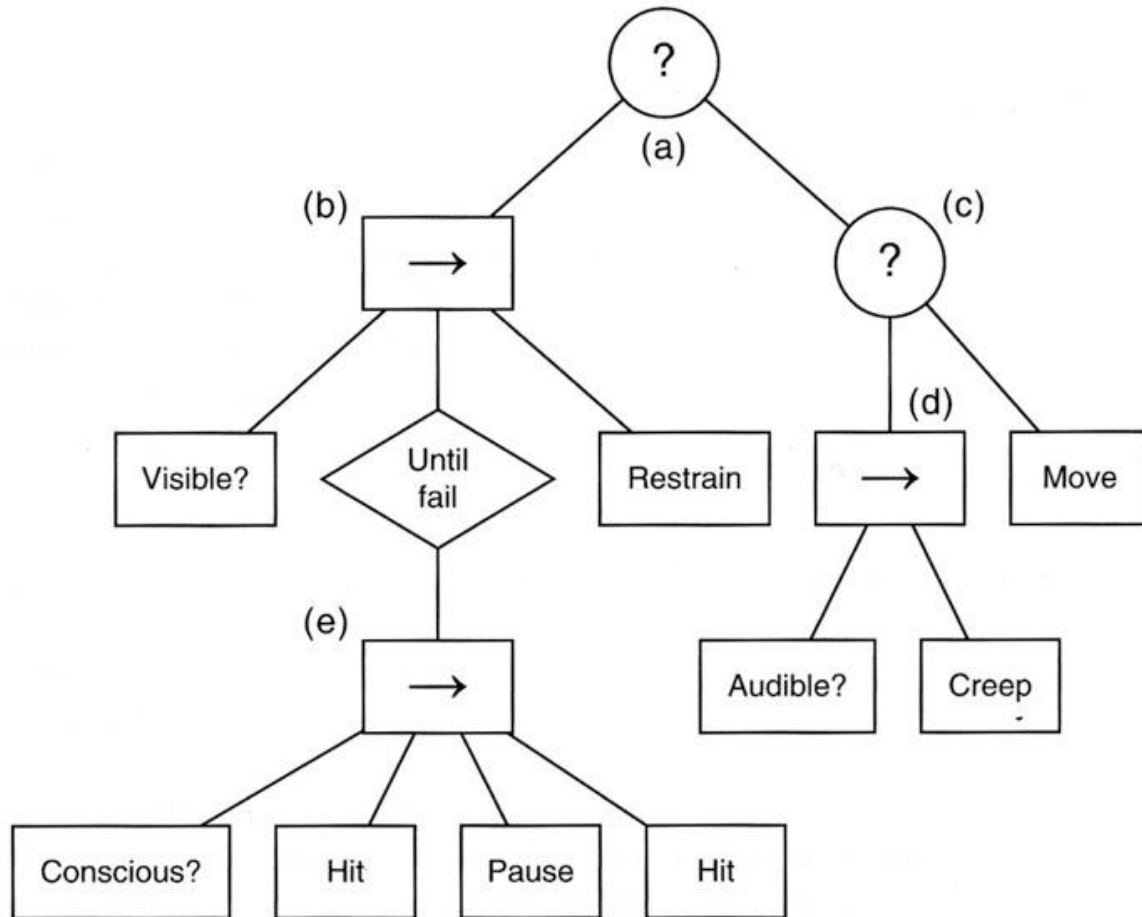 ?
(a)
(b)
→
(c)
?
(d)
Visible?
Until
fail
Restrain
→
Move
(e)
→
Audible?
Creep
Conscious?
Hit
Pause
Hit